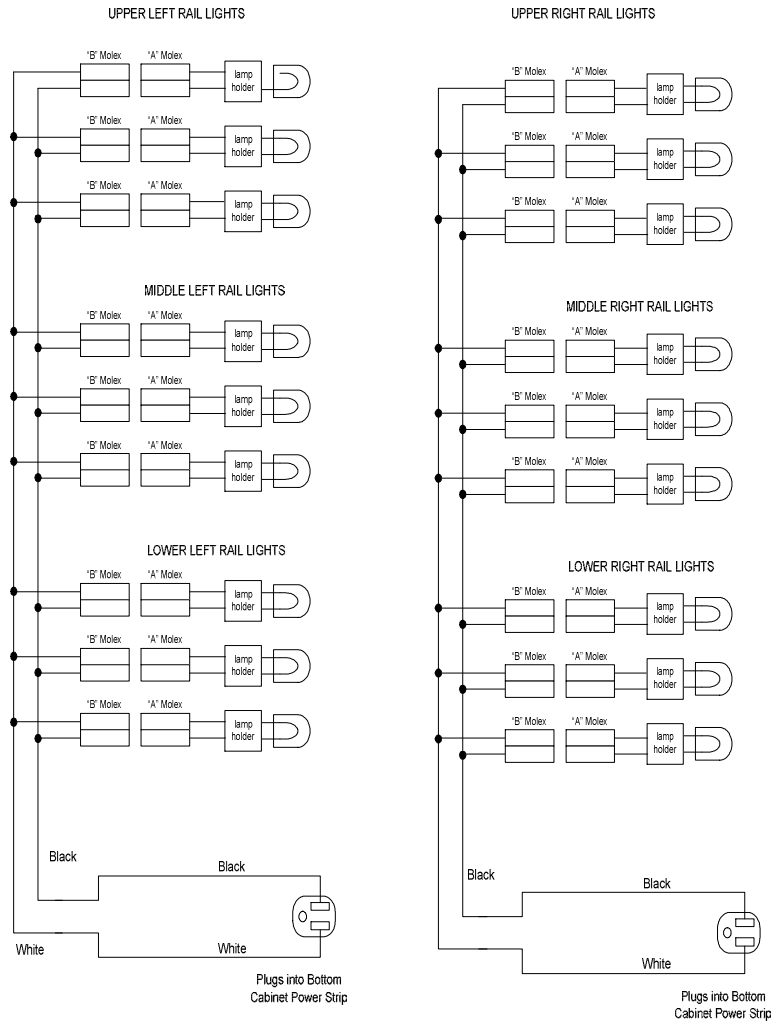 UPPER LEFT RAIL LIGHTS
"B" Molex "A" Molex
lamp
holder
"B" Molex "A" Molex
lamp
holder
"B" Molex "A" Molex
lamp
holder
MIDDLE LEFT RAIL LIGHTS
"B" Molex "A" Molex
lamp
holder
"B" Molex "A" Molex
lamp
holder
"B" Molex "A" Molex
lamp
holder
LOWER LEFT RAIL LIGHTS
"B" Molex "A" Molex
lamp
holder
"B" Molex "A" Molex
lamp
holder
"B" Molex "A" Molex
lamp
holder
Black
Black
White
White
Plugs into Bottom
Cabinet Power Strip
UPPER RIGHT RAIL LIGHTS
"B" Molex "A" Molex
lamp
holder
"B" Molex "A" Molex
lamp
holder
"B" Molex "A" Molex
lamp
holder
MIDDLE RIGHT RAIL LIGHTS
"B" Molex "A" Molex
lamp
holder
"B" Molex "A" Molex
lamp
holder
"B" Molex "A" Molex
lamp
holder
LOWER RIGHT RAIL LIGHTS
"B" Molex "A" Molex
lamp
holder
"B" Molex "A" Molex
lamp
holder
"B" Molex "A" Molex
lamp
holder
Black
Black
White
Plugs into Bottom
Cabinet Power Strip